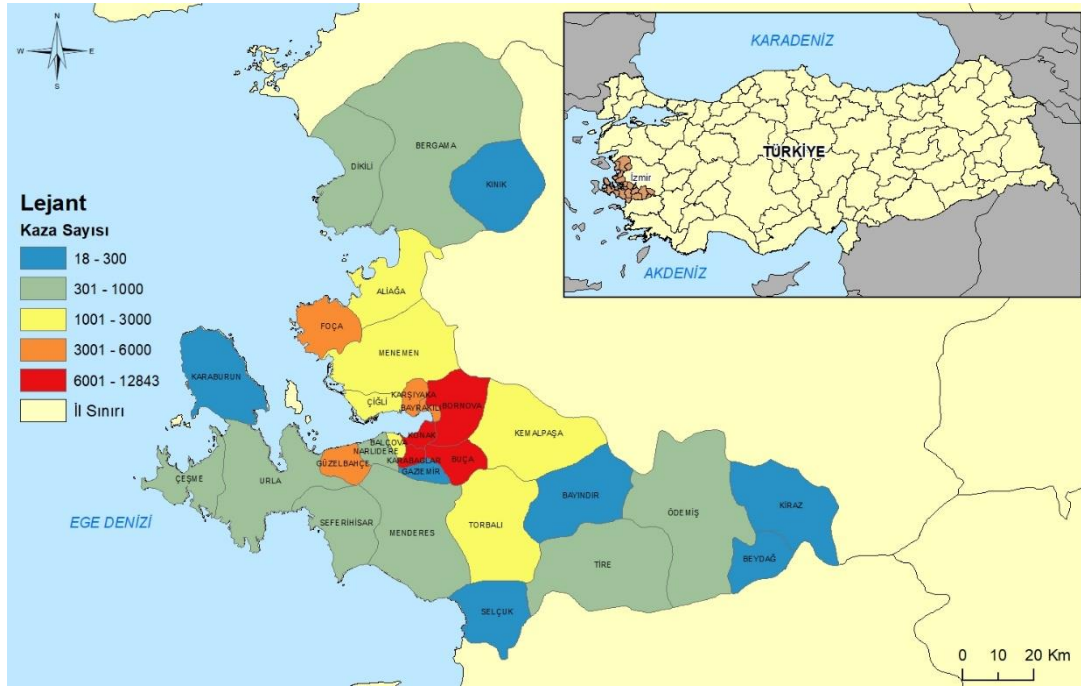 N
W
E
S
KARADENİZ
TÜRKİYE
İzmir
AKDENİZ
Lejant
Kaza Sayısı
18 - 300
301 - 1000
1001 - 3000
3001 - 6000
6001 - 12843
İl Sınırı
DİKİLİ
BERGAMA
KINIK
ALİAĞA
FOÇA
MENEMEN
KARABURUN
ÇİĞLİ
KARŞIYAKA
BAYRAKLI
BORNOVA
KEMALPAŞA
KONAK
BALÇOVA
NARLIDERE
GÜZELBAHÇE
KARABAĞLAR
BUCA
GAZİEMİR
ÇEŞME
URLA
BAYINDIR
KİRAZ
ÖDEMİŞ
SEFERİHİSAR
MENDERES
TORBALI
EGE DENİZİ
BEYDAĞ
TİRE
SELÇUK
0 10 20 Km